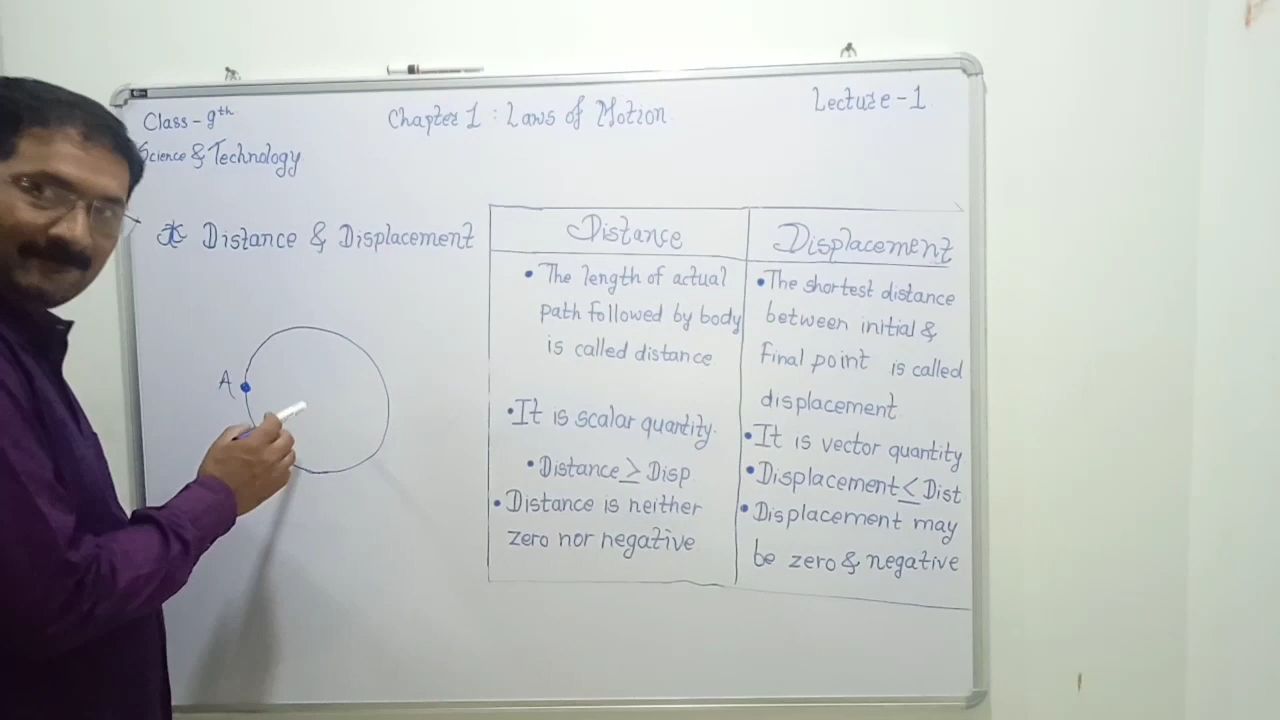 Class - 9th
Chapter 1 : Laws of Motion
Lecture - 1
Science & Technology
* Distance & Displacement
A
Distance
• The length of actual
path followed by body
is called distance
• It is scalar quantity.
• Distance ≥ Disp
• Distance is neither
zero nor negative
Displacement
• The shortest distance
between initial &
Final point is called
displacement
• It is vector quantity
• Displacement ≤ Dist
• Displacement may
be zero & negative